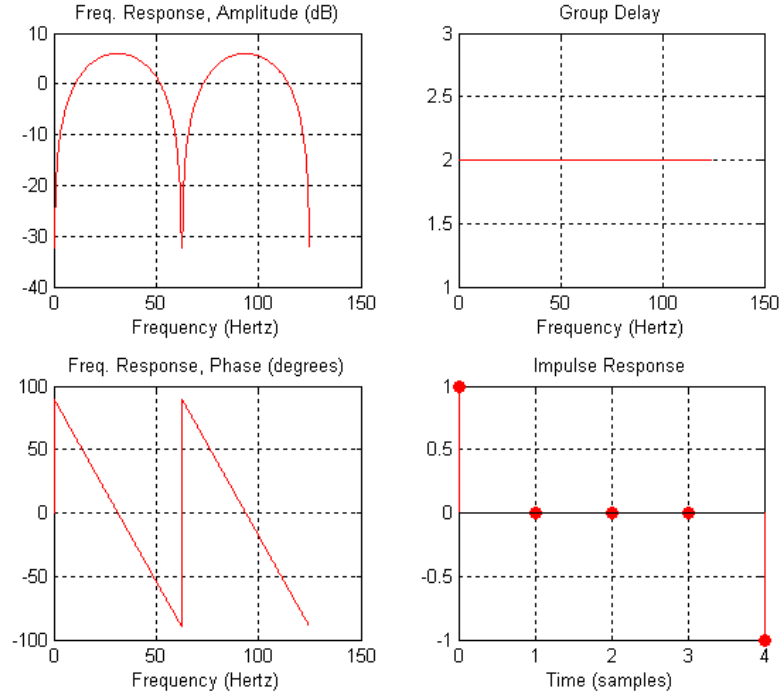 Freq. Response, Amplitude (dB)
10
0
-10
-20
-30
-40
0 50 100 150
Frequency (Hertz)
Group Delay
3
2.5
2
1.5
1
0 50 100 150
Frequency (Hertz)
Freq. Response, Phase (degrees)
100
50
0
-50
-100
0 50 100 150
Frequency (Hertz)
Impulse Response
1
0.5
0
-0.5
-1
0 1 2 3 4
Time (samples)